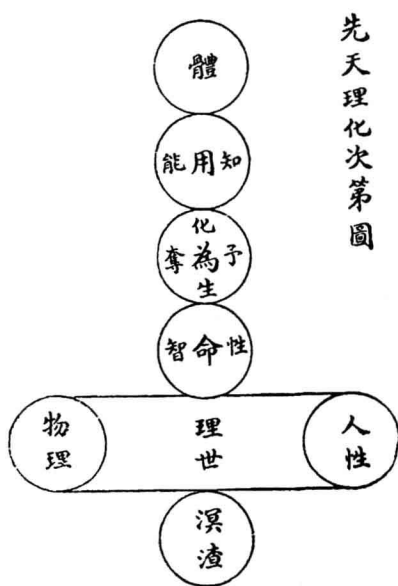 先天理化次第圖
體
知用能
化
予為奪
生
性命智
人性
理世
物理
溟渣